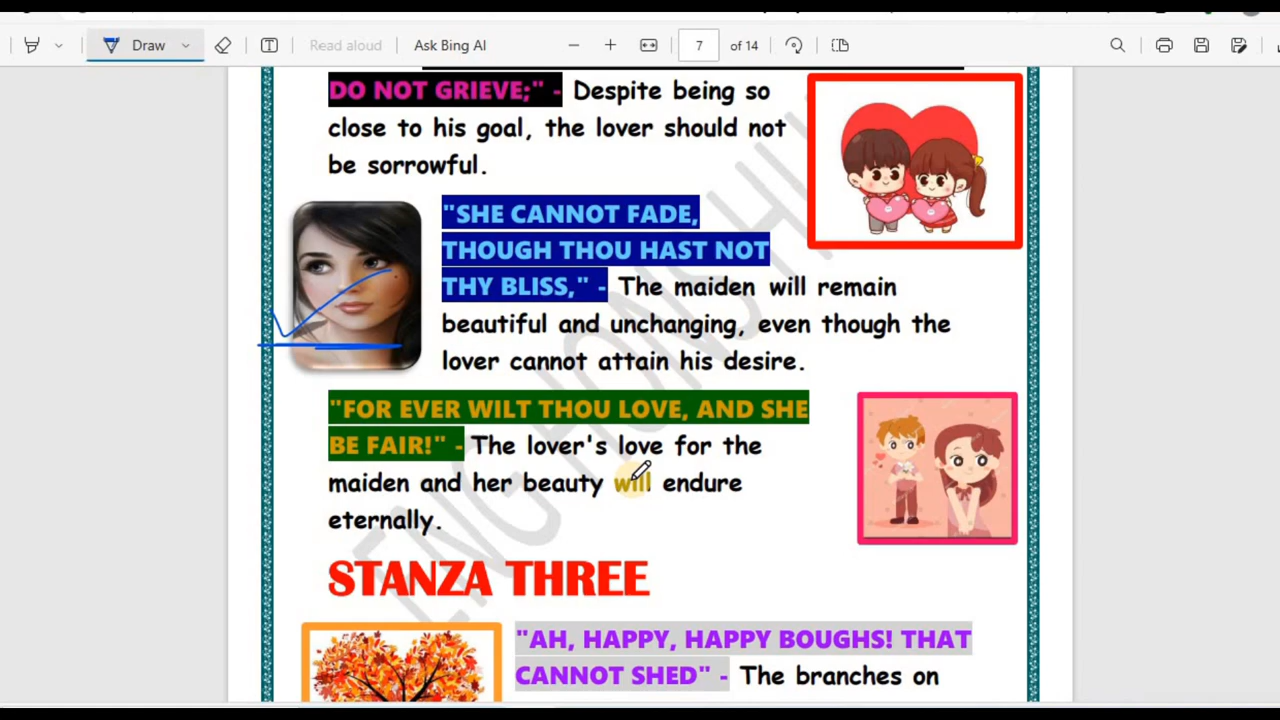 Draw
Read aloud
Ask Bing AI
7
of 14
DO NOT GRIEVE;" - Despite being so
close to his goal, the lover should not
be sorrowful.
"SHE CANNOT FADE,
THOUGH THOU HAST NOT
THY BLISS," - The maiden will remain
beautiful and unchanging, even though the
lover cannot attain his desire.
"FOR EVER WILT THOU LOVE, AND SHE
BE FAIR!" - The lover's love for the
maiden and her beauty will endure
eternally.
STANZA THREE
"AH, HAPPY, HAPPY BOUGHS! THAT
CANNOT SHED" - The branches on